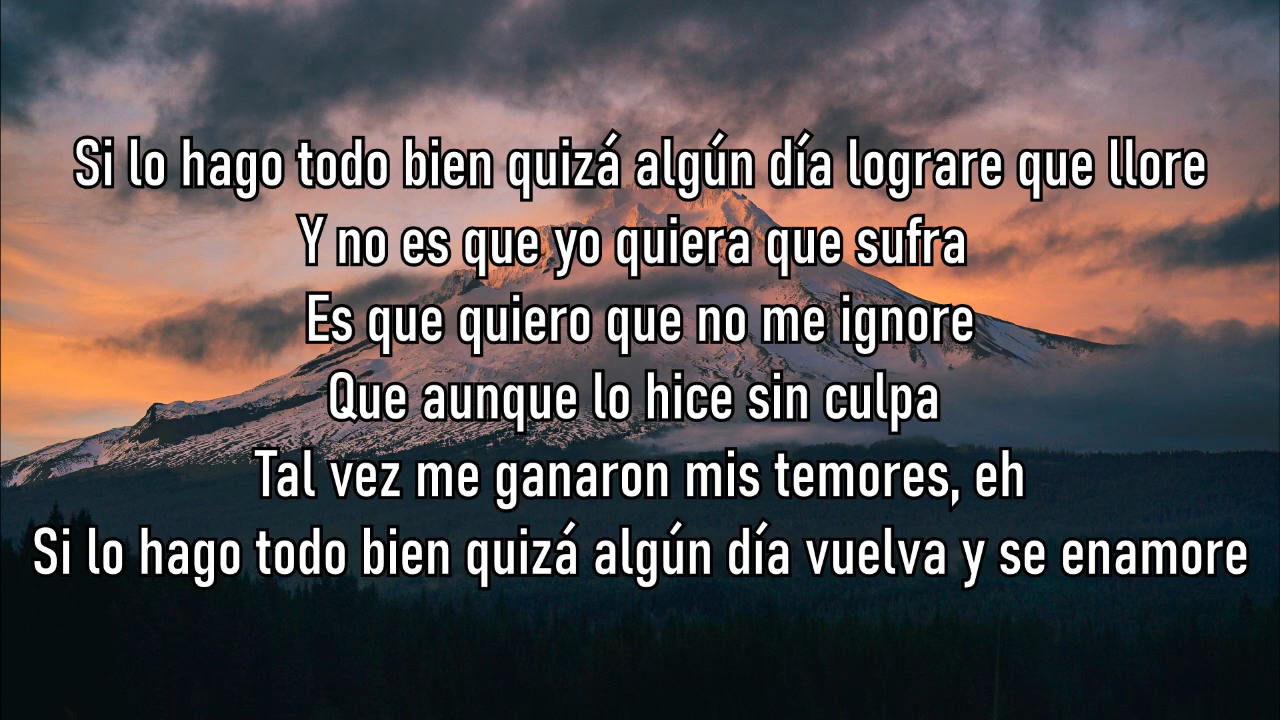 Si lo hago todo bien quizá algún día lograre que llore
Y no es que yo quiera que sufra
Es que quiero que no me ignore
Que aunque lo hice sin culpa
Tal vez me ganaron mis temores, eh
Si lo hago todo bien quizá algún día vuelva y se enamore